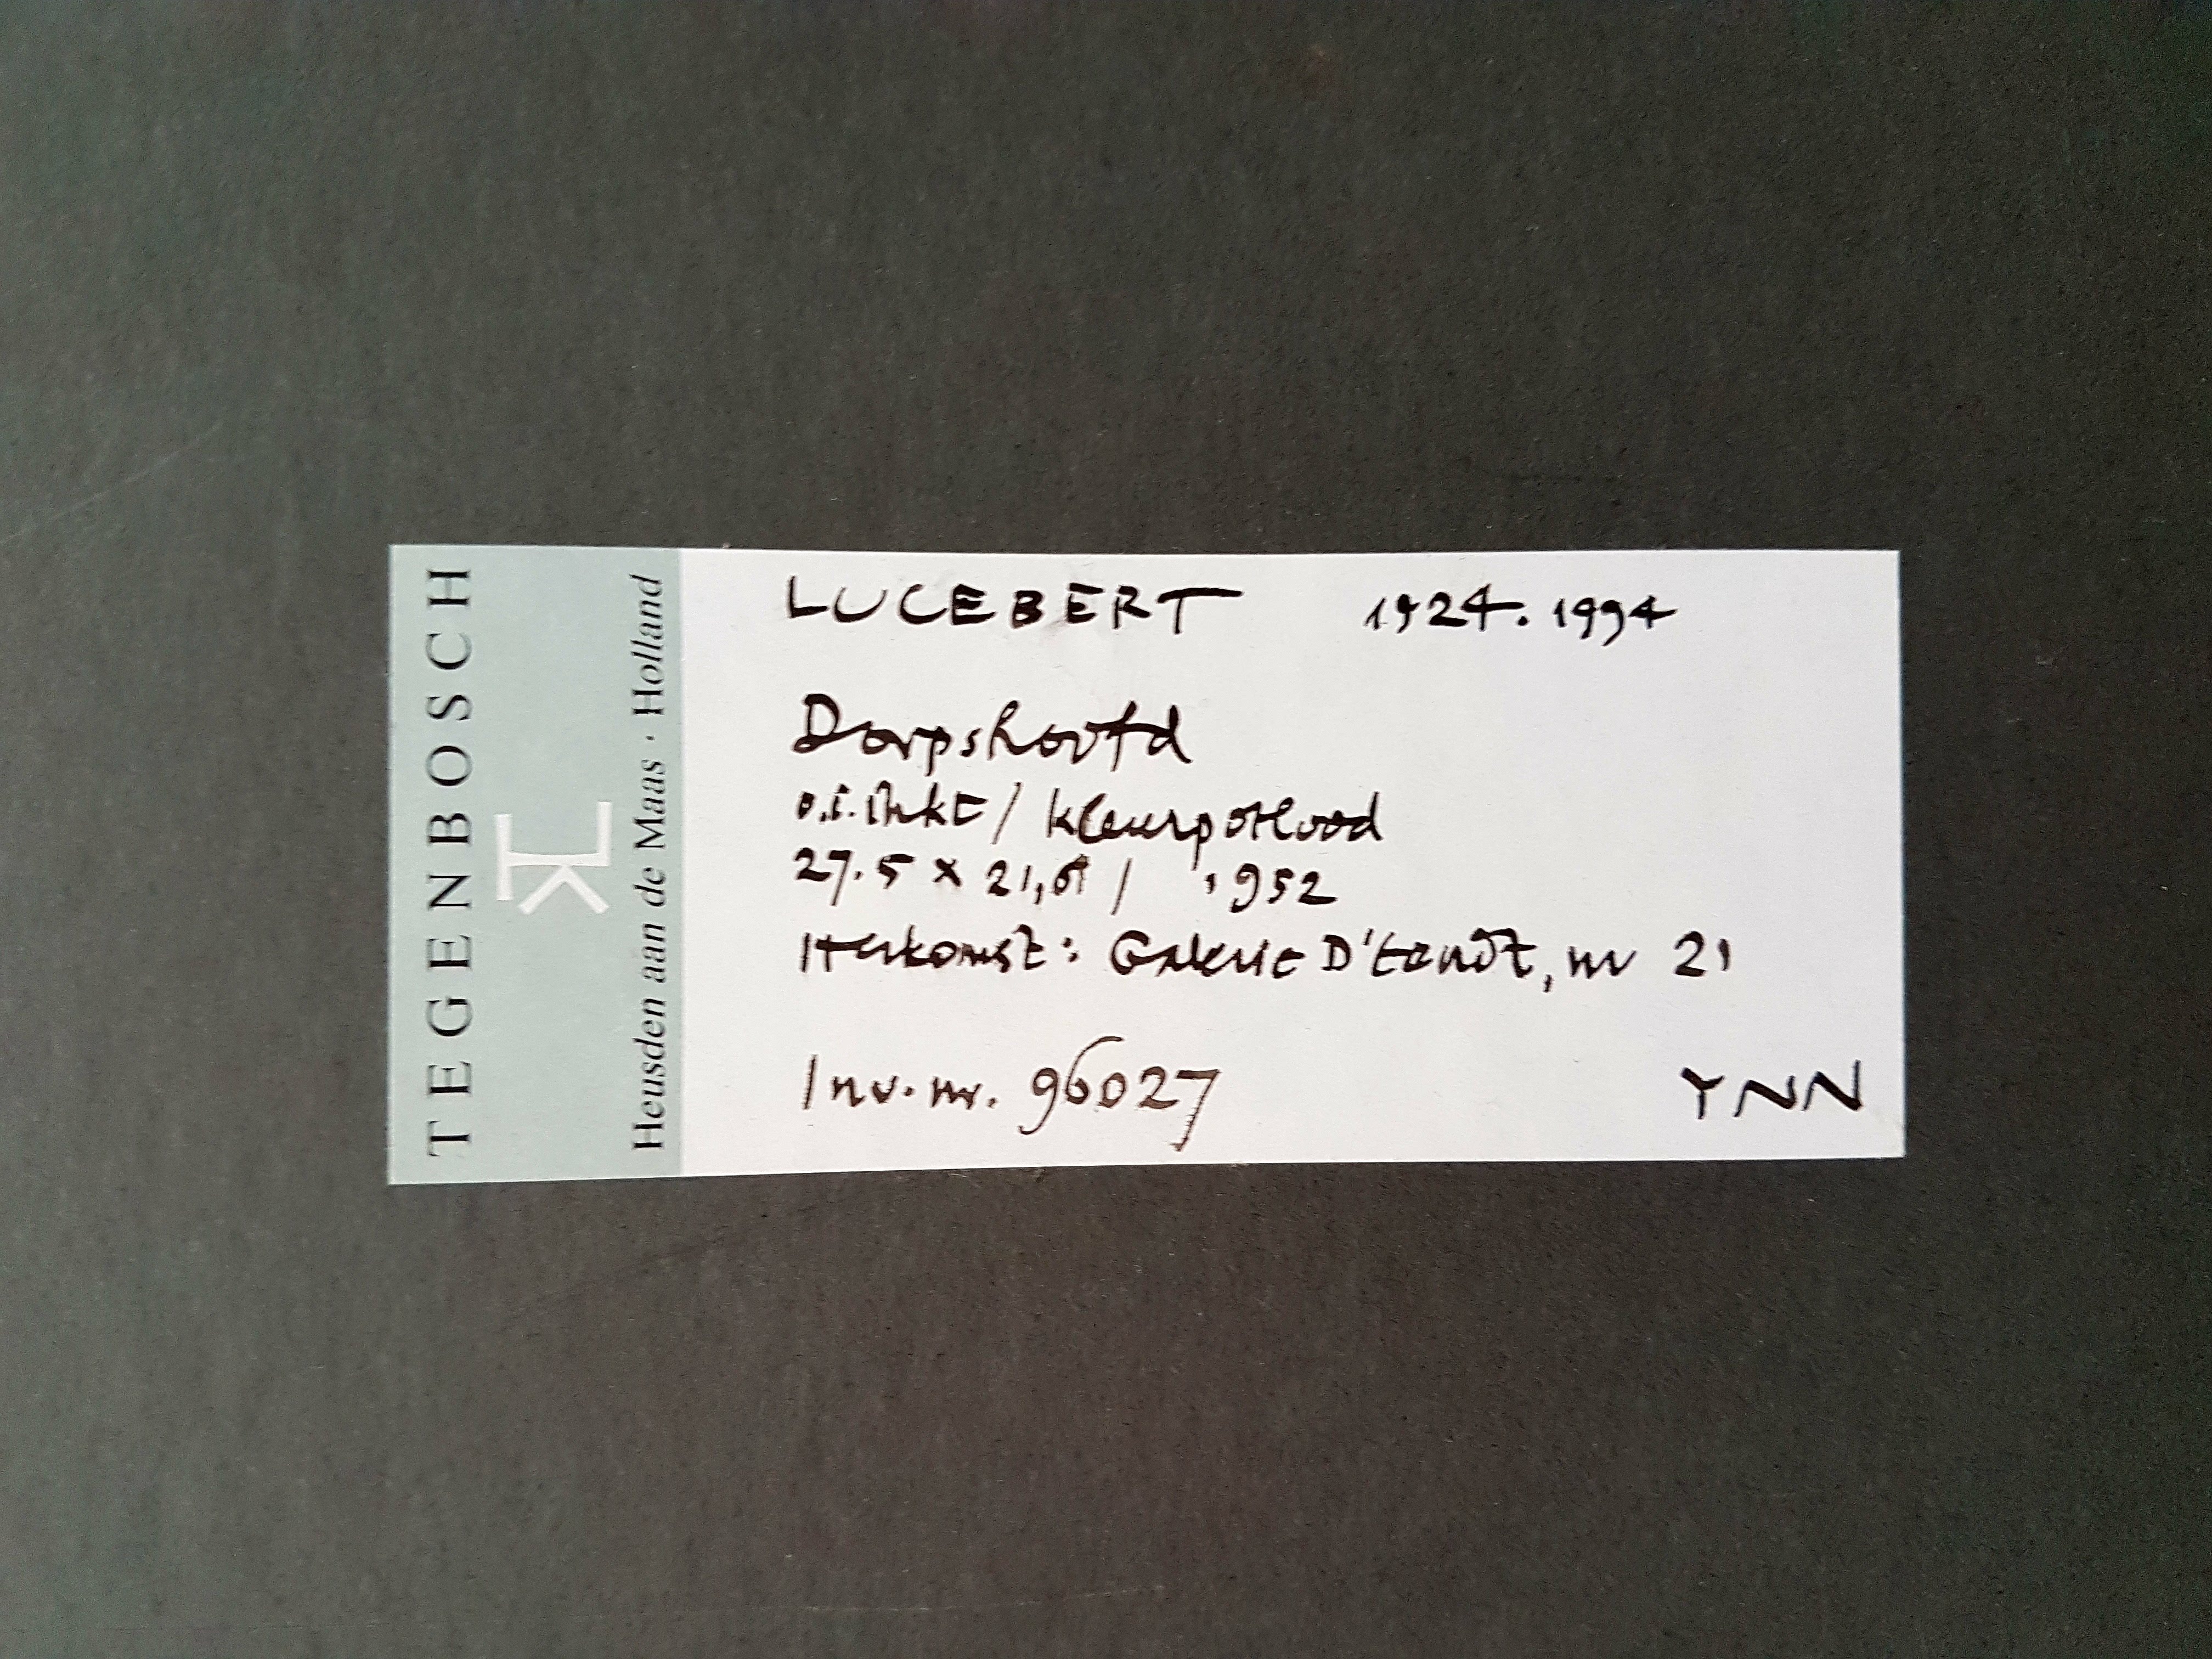 TEGENBOSCH
Heusden aan de Maas · Holland
LUCEBERT 1924. 1994
Dorpshoofd
o.i.inkt / kleurpotlood
27.5 x 21,6 / 1952
Herkomst: Galerie D'Eendt, nr 21
Inv. nr. 96027
YNN